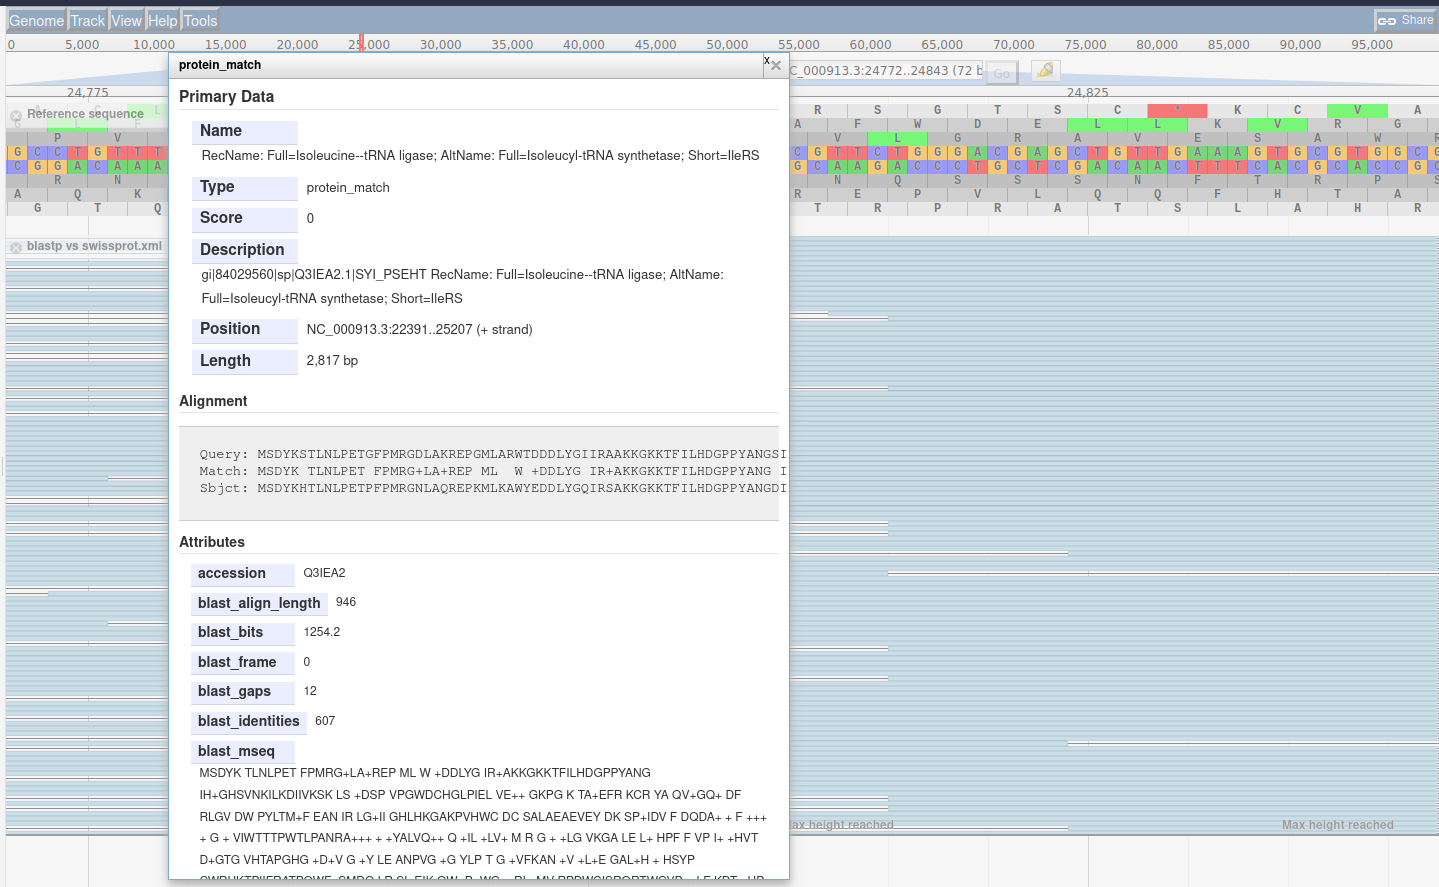 Genome Track View Help Tools Share
0 5,000 10,000 15,000 20,000 25,000 30,000 35,000 40,000 45,000 50,000 55,000 60,000 65,000 70,000 75,000 80,000 85,000 90,000 95,000
protein_match x
C_000913.3:24772..24843 (72 b Go
24,775 24,825
Reference sequence
R S G T S C * K C V A
A F W D E L L K V R G
P V V L G R A V E S A W R
G C C T G T T T C G T T C T G G G A C G A G C T G T T G A A A G T G C G T G G C G
C G G A C A A A G C A A G A C C C T G C T C G A C A A C T T T C A C G C A C C G C
R N N Q S S S N F T R P S
A Q K R E P V L Q Q F H T A
G T Q T R P R A T S L A H R
blastp vs swissprot.xml
Primary Data
Name
RecName: Full=Isoleucine--tRNA ligase; AltName: Full=Isoleucyl-tRNA synthetase; Short=IleRS
Type protein_match
Score 0
Description
gi|84029560|sp|Q3IEA2.1|SYI_PSEHT RecName: Full=Isoleucine--tRNA ligase; AltName:
Full=Isoleucyl-tRNA synthetase; Short=IleRS
Position NC_000913.3:22391..25207 (+ strand)
Length 2,817 bp
Alignment
Query: MSDYKSTLNLPETGFPMRGDLAKREPGMLARWTDDDLYGIIRAAKKGKKTFILHDGPPYANGSI
Match: MSDYK TLNLPET FPMRG+LA+REP ML  W +DDLYG IR+AKKGKKTFILHDGPPYANG I
Sbjct: MSDYKHTLNLPETPFPMRGNLAQREPKMLKAWYEDDLYGQIRSAKKGKKTFILHDGPPYANGDI
Attributes
accession Q3IEA2
blast_align_length 946
blast_bits 1254.2
blast_frame 0
blast_gaps 12
blast_identities 607
blast_mseq
MSDYK TLNLPET FPMRG+LA+REP ML W +DDLYG IR+AKKGKKTFILHDGPPYANG
IH+GHSVNKILKDIIVKSK LS +DSP VPGWDCHGLPIEL VE++ GKPG K TA+EFR KCR YA QV+GQ+ DF
RLGV DW PYLTM+F EAN IR LG+II GHLHKGAKPVHWC DC SALAEAEVEY DK SP+IDV F DQDA+ + F +++
+ G + VIWTTTPWTLPANRA+++ + +YALVQ++ Q +IL +LV+ M R G + +LG VKGA LE L+ HPF F VP I+ +HVT
D+GTG VHTAPGHG +D+V G +Y LE ANPVG +G YLP T G +VFKAN +V +L+E GAL+H + HSYP
Max height reached